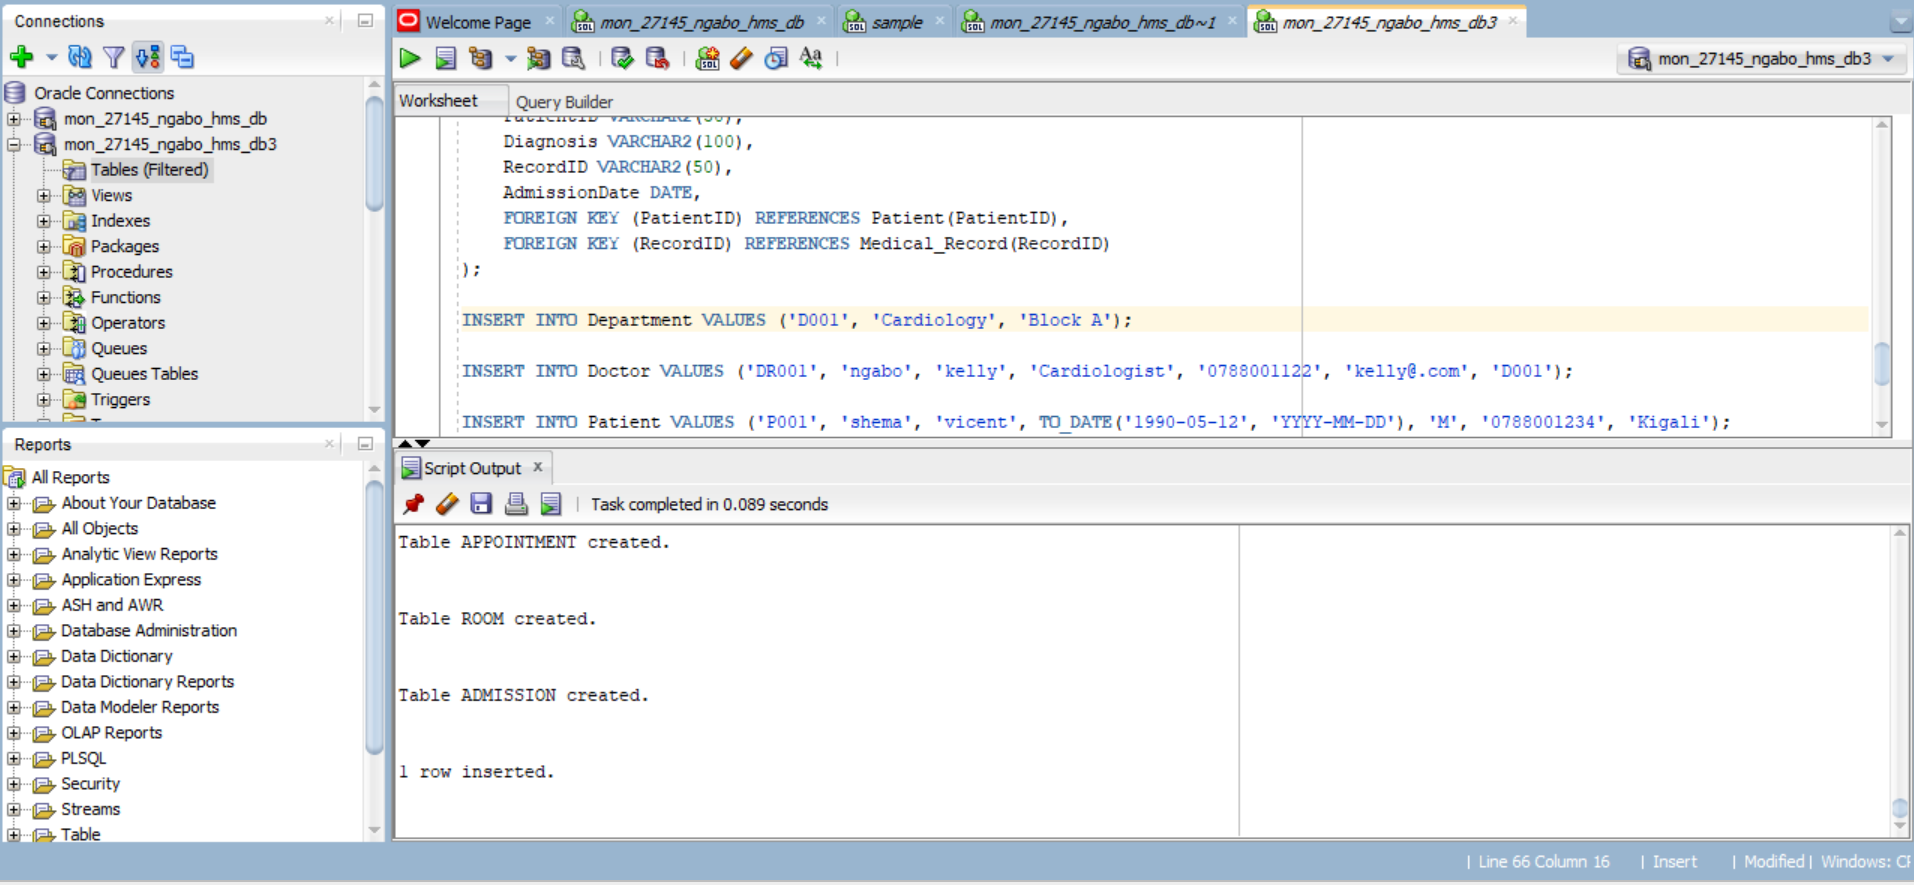 Connections
Oracle Connections
mon_27145_ngabo_hms_db
mon_27145_ngabo_hms_db3
Tables (Filtered)
Views
Indexes
Packages
Procedures
Functions
Operators
Queues
Queues Tables
Triggers
Reports
All Reports
About Your Database
All Objects
Analytic View Reports
Application Express
ASH and AWR
Database Administration
Data Dictionary
Data Dictionary Reports
Data Modeler Reports
OLAP Reports
PLSQL
Security
Streams
Table
Welcome Page
mon_27145_ngabo_hms_db
sample
mon_27145_ngabo_hms_db~1
mon_27145_ngabo_hms_db3
mon_27145_ngabo_hms_db3
Worksheet Query Builder
PatientID VARCHAR2(50),
Diagnosis VARCHAR2(100),
RecordID VARCHAR2(50),
AdmissionDate DATE,
FOREIGN KEY (PatientID) REFERENCES Patient(PatientID),
FOREIGN KEY (RecordID) REFERENCES Medical_Record(RecordID)
);
INSERT INTO Department VALUES ('D001', 'Cardiology', 'Block A');
INSERT INTO Doctor VALUES ('DR001', 'ngabo', 'kelly', 'Cardiologist', '0788001122', 'kelly@.com', 'D001');
INSERT INTO Patient VALUES ('P001', 'shema', 'vicent', TO_DATE('1990-05-12', 'YYYY-MM-DD'), 'M', '0788001234', 'Kigali');
Script Output x
Task completed in 0.089 seconds
Table APPOINTMENT created.
Table ROOM created.
Table ADMISSION created.
1 row inserted.
| Line 66 Column 16 | Insert | Modified | Windows: